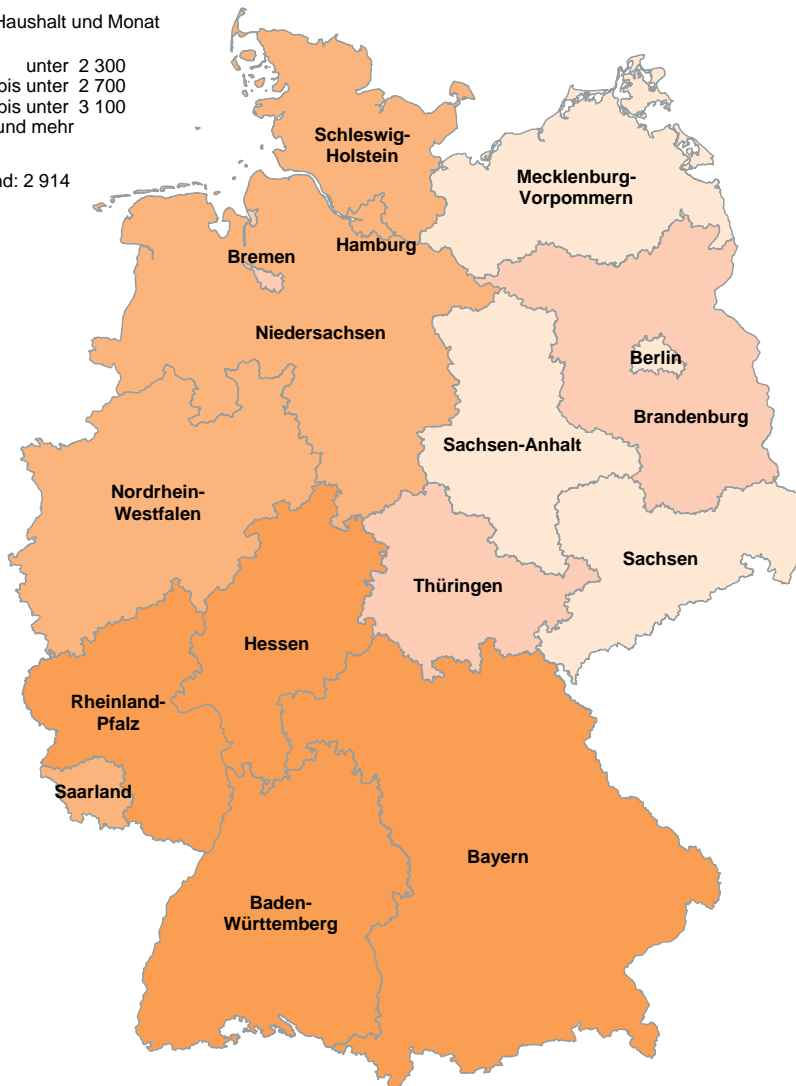 Haushalt und Monat
unter 2 300
bis unter 2 700
bis unter 3 100
und mehr
nd: 2 914
Schleswig-
Holstein
Mecklenburg-
Vorpommern
Hamburg
Bremen
Niedersachsen
Berlin
Brandenburg
Sachsen-Anhalt
Nordrhein-
Westfalen
Sachsen
Thüringen
Hessen
Rheinland-
Pfalz
Saarland
Bayern
Baden-
Württemberg